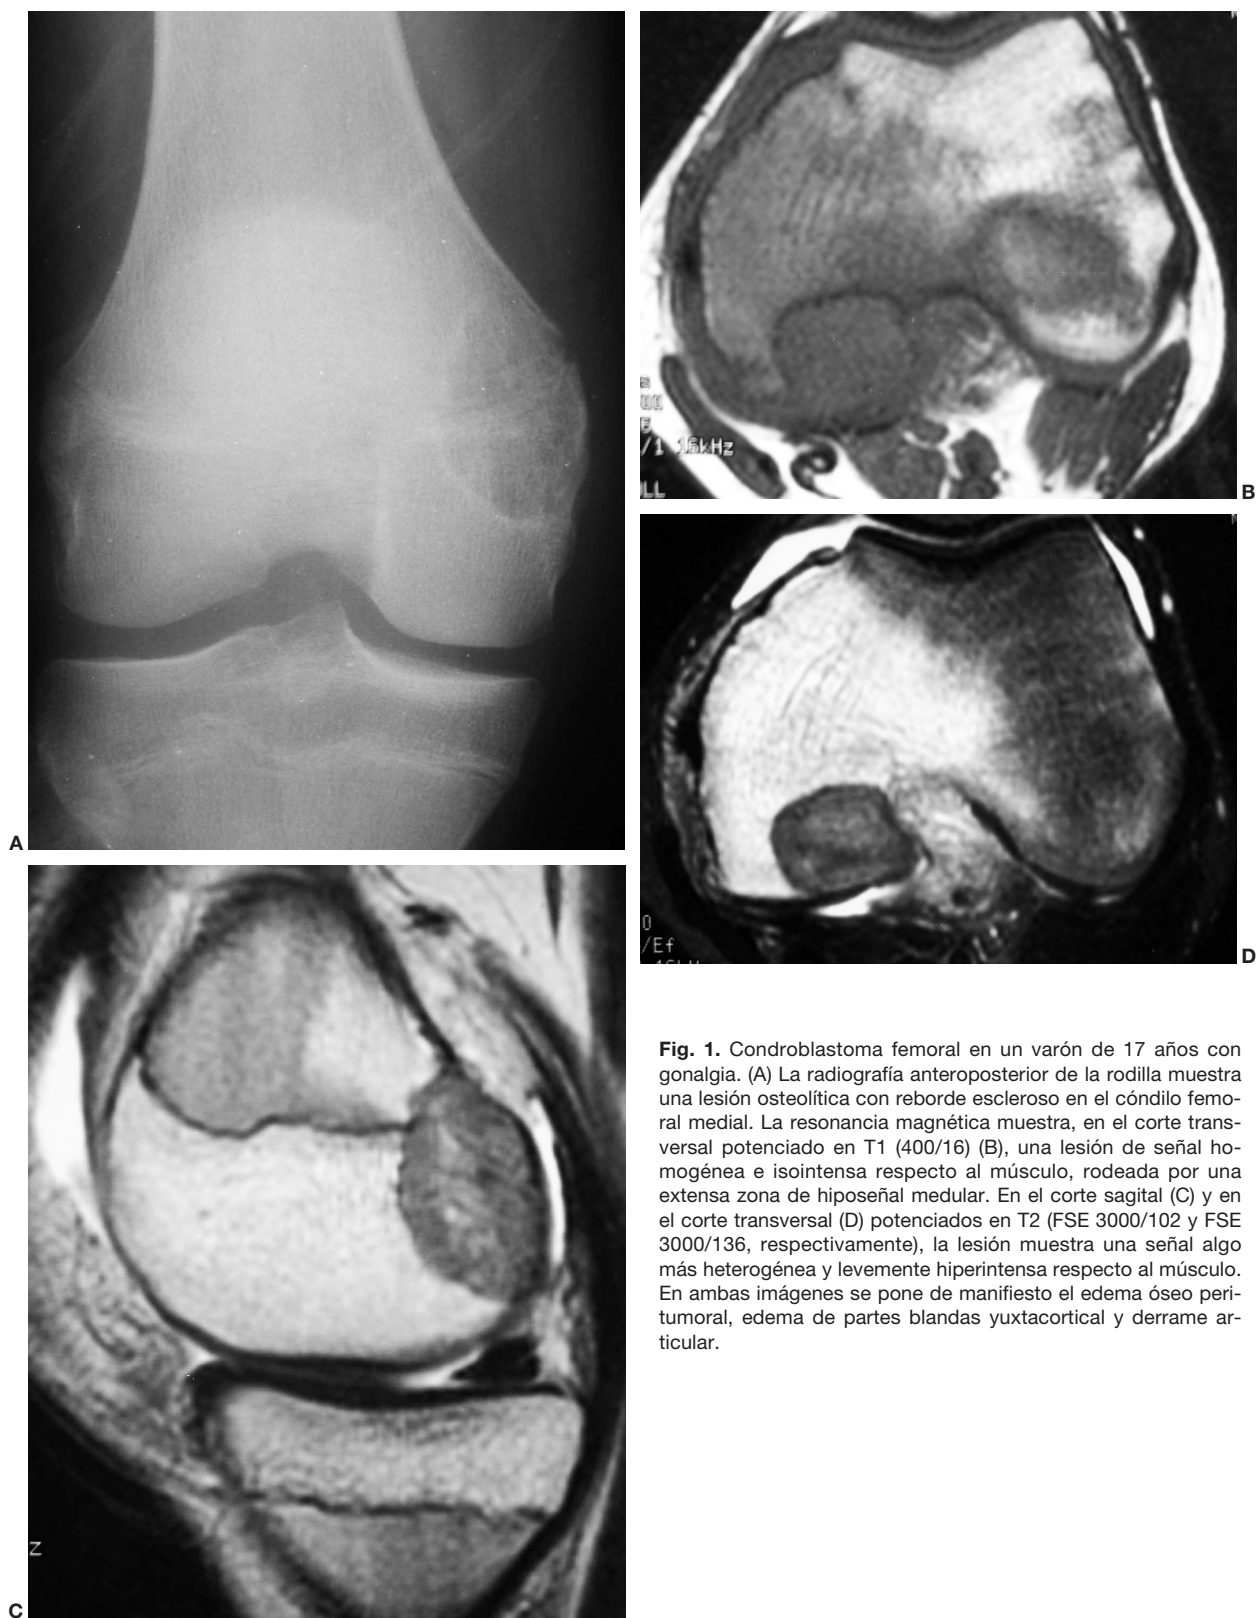 00
6
/1 16kHz
LL
B
A
0
/Ef
D
Z
C
Fig. 1. Condroblastoma femoral en un varón de 17 años con
gonalgia. (A) La radiografía anteroposterior de la rodilla muestra
una lesión osteolítica con reborde escleroso en el cóndilo femo-
ral medial. La resonancia magnética muestra, en el corte trans-
versal potenciado en T1 (400/16) (B), una lesión de señal ho-
mogénea e isointensa respecto al músculo, rodeada por una
extensa zona de hiposeñal medular. En el corte sagital (C) y en
el corte transversal (D) potenciados en T2 (FSE 3000/102 y FSE
3000/136, respectivamente), la lesión muestra una señal algo
más heterogénea y levemente hiperintensa respecto al músculo.
En ambas imágenes se pone de manifiesto el edema óseo peri-
tumoral, edema de partes blandas yuxtacortical y derrame ar-
ticular.